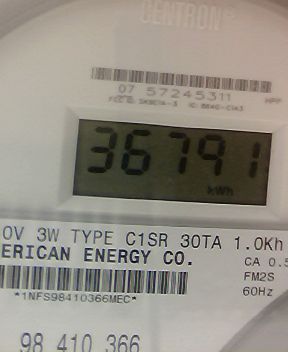 CENTRON®
07 57245311
36791
kWh
0V 3W TYPE C1SR 30TA 1.0Kh
ERICAN ENERGY CO.
CA 0.5
FM2S
*1NFS98410366MEC*
60Hz
98 410 366